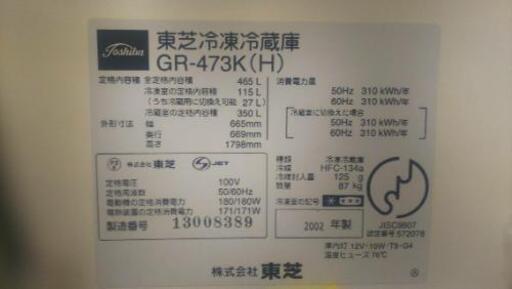 Toshiba
東芝冷凍冷蔵庫
GR-473K(H)
定格内容積 全定格内容積 465L
冷凍室の定格内容積 115L
(うち冷蔵用に切換え可能 27L)
冷蔵室の定格内容積 350L
外形寸法 幅 665mm
奥行 669mm
高さ 1798mm
消費電力量
50Hz 310 kWh/年
60Hz 310 kWh/年
(冷蔵室に切換えた場合)
50Hz 310 kWh/年
60Hz 310 kWh/年
株式会社 東芝 JET
定格電圧 100V
定格周波数 50/60Hz
電動機の定格消費電力 180/180W
電熱装置の定格消費電力 171/171W
製造番号 13008389
種類 冷凍冷蔵庫
冷媒 HFC-134a
冷媒封入量 125 g
質量 87 kg
冷凍室の記号
2002 年製
JISC9607
認定番号 572078
庫内灯 12V-10W-T8-G4
温度ヒューズ 76℃
株式会社 東芝
A